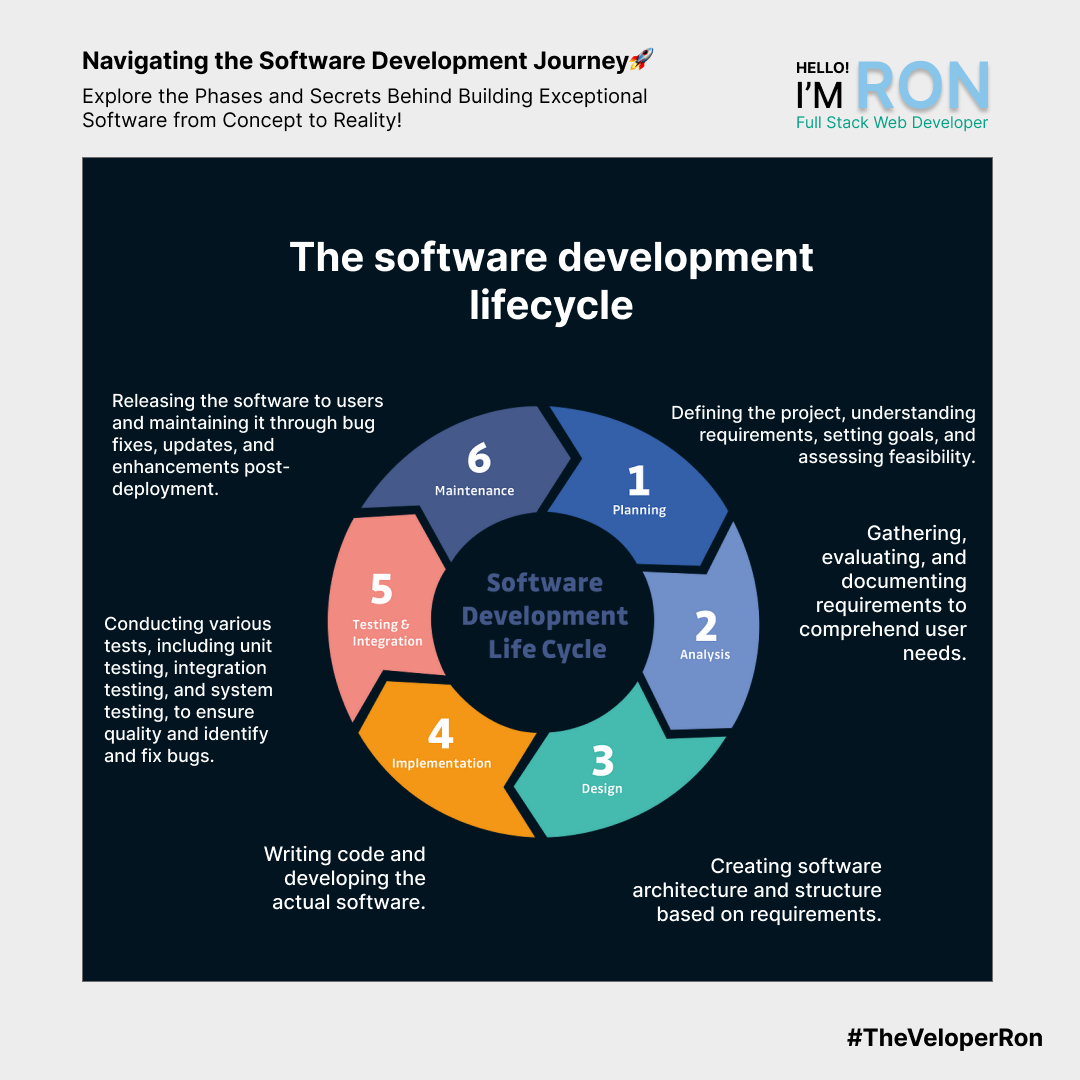 Navigating the Software Development Journey🚀
Explore the Phases and Secrets Behind Building Exceptional
Software from Concept to Reality!
HELLO!
I'M RON
Full Stack Web Developer
The software development
lifecycle
Releasing the software to users
and maintaining it through bug
fixes, updates, and
enhancements post-
deployment.
6
Maintenance
1
Planning
Defining the project, understanding
requirements, setting goals, and
assessing feasibility.
Gathering,
evaluating, and
documenting
requirements to
comprehend user
needs.
2
Analysis
Software
Development
Life Cycle
5
Testing &
Integration
Conducting various
tests, including unit
testing, integration
testing, and system
testing, to ensure
quality and identify
and fix bugs.
4
Implementation
3
Design
Writing code and
developing the
actual software.
Creating software
architecture and structure
based on requirements.
#TheVeloperRon